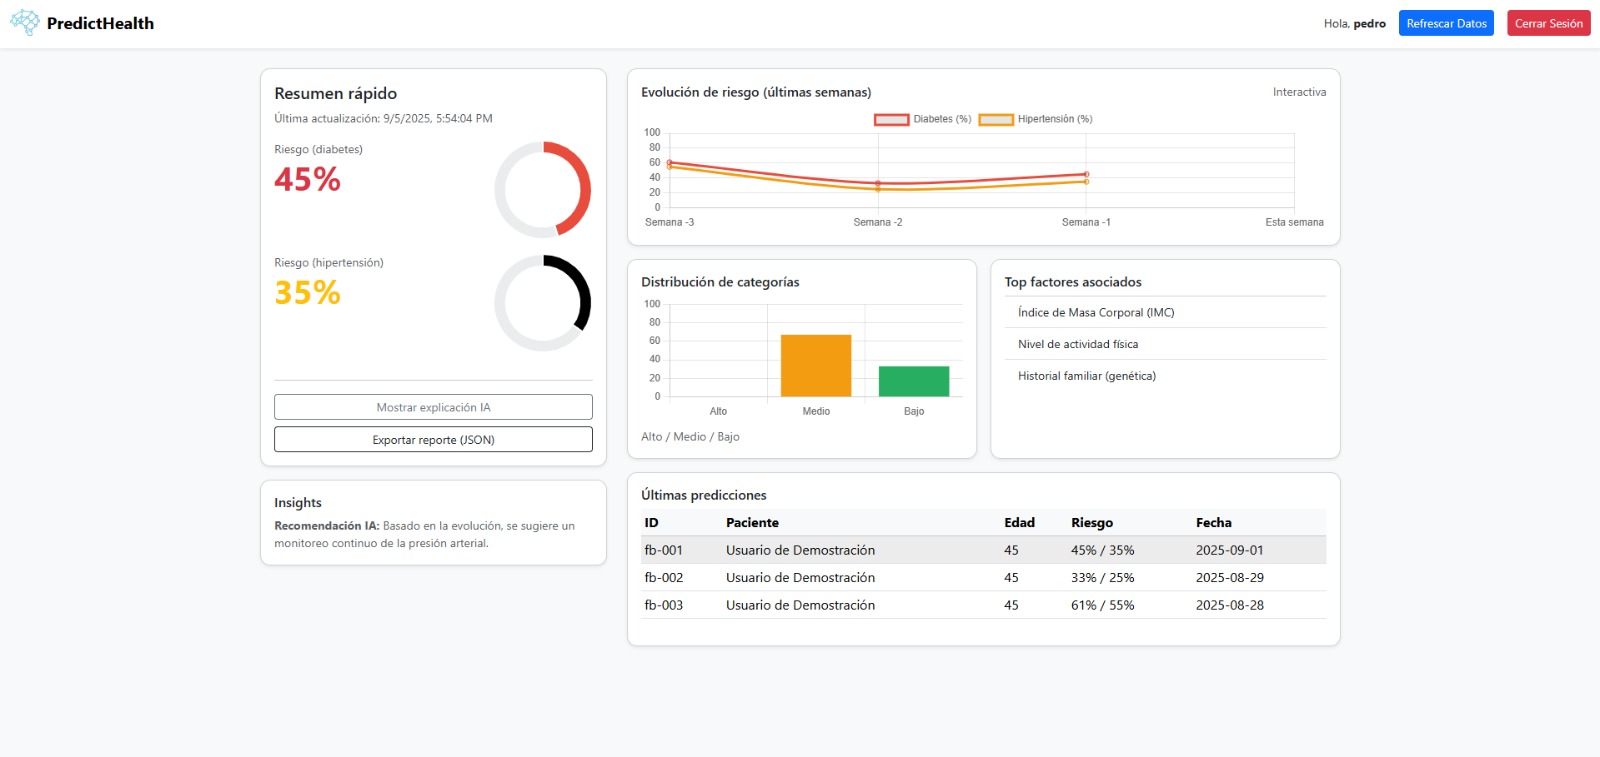 PredictHealth
Hola, pedro
Refrescar Datos
Cerrar Sesión
Resumen rápido
Última actualización: 9/5/2025, 5:54:04 PM
Riesgo (diabetes)
45%
Riesgo (hipertensión)
35%
Mostrar explicación IA
Exportar reporte (JSON)
Insights
Recomendación IA: Basado en la evolución, se sugiere un
monitoreo continuo de la presión arterial.
Evolución de riesgo (últimas semanas)
Interactiva
Diabetes (%) Hipertensión (%)
100
80
60
40
20
0
Semana -3 Semana -2 Semana -1 Esta semana
Distribución de categorías
100
80
60
40
20
0
Alto Medio Bajo
Alto / Medio / Bajo
Top factores asociados
Índice de Masa Corporal (IMC)
Nivel de actividad física
Historial familiar (genética)
Últimas predicciones
ID Paciente Edad Riesgo Fecha
fb-001 Usuario de Demostración 45 45% / 35% 2025-09-01
fb-002 Usuario de Demostración 45 33% / 25% 2025-08-29
fb-003 Usuario de Demostración 45 61% / 55% 2025-08-28